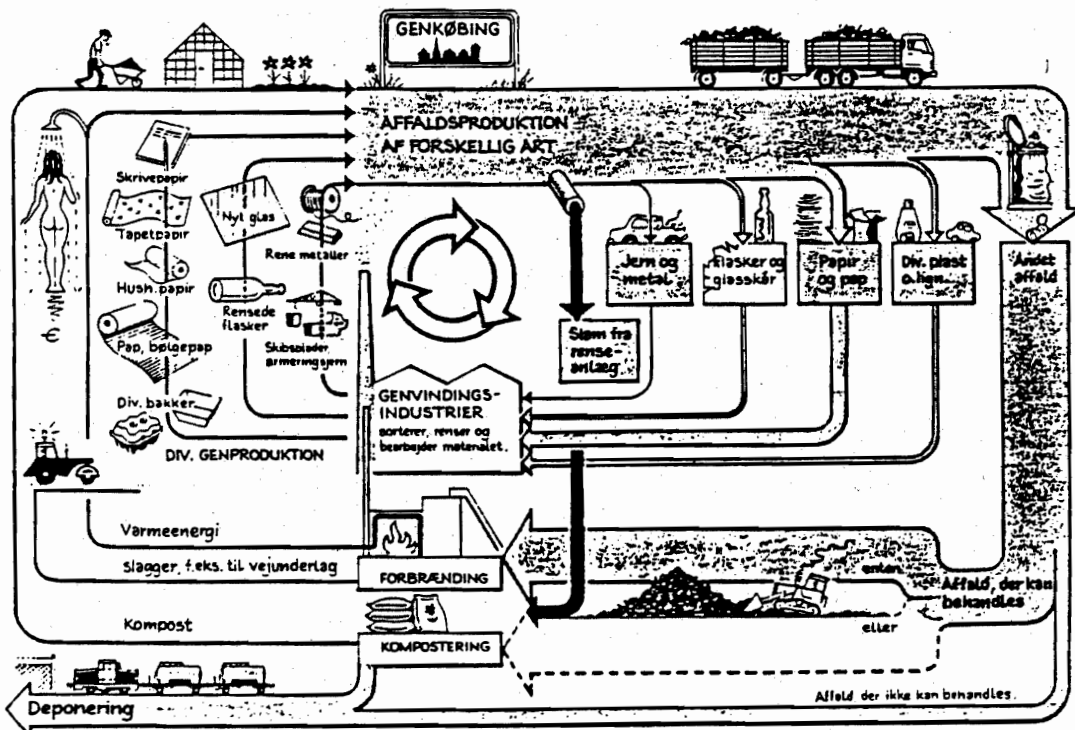 GENKØBING
AFFALDSPRODUKTION
AF FORSKELLIG ART
Skrivepapir
Tapetpapir
Hush. papir
Pap, bølgepap
Div. bakker
DIV. GENPRODUKTION
Nyt glas
Rensede
flasker
Rene metaller
Skibsplader
armeringsjern
Jern og
metal
Flasker og
glasskår
Papir
og pap
Div. plast
o.lign.
Andet
affald
Slam fra
rense-
anlæg
GENVINDINGS-
INDUSTRIER
sorterer, renser og
bearbejder materialet.
Varmeenergi
Slagger, f.eks. til vejunderlag
FORBRÆNDING
Kompost
KOMPOSTERING
enten
Affald, der kan
behandles
eller
Affald der ikke kan behandles.
Deponering